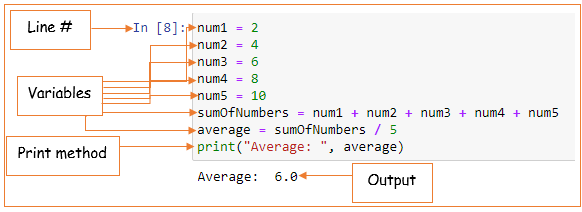 Line #
In [8]:
num1 = 2
num2 = 4
num3 = 6
num4 = 8
num5 = 10
sumOfNumbers = num1 + num2 + num3 + num4 + num5
average = sumOfNumbers / 5
print("Average: ", average)
Variables
Print method
Average:  6.0
Output